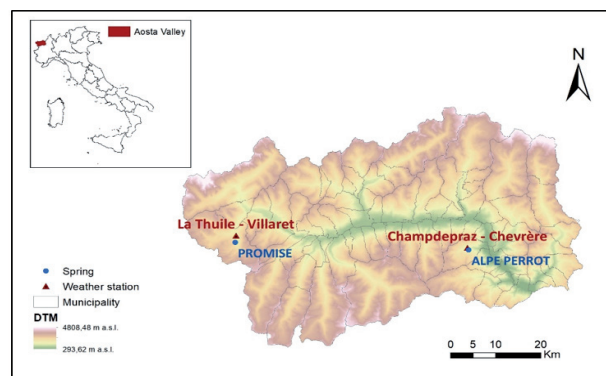 Aosta Valley
N
La Thuile - Villaret
PROMISE
Champdepraz - Chevrère
ALPE PERROT
Spring
Weather station
Municipality
DTM
4808,48 m a.s.l.
293,62 m a.s.l.
0 5 10 20
Km